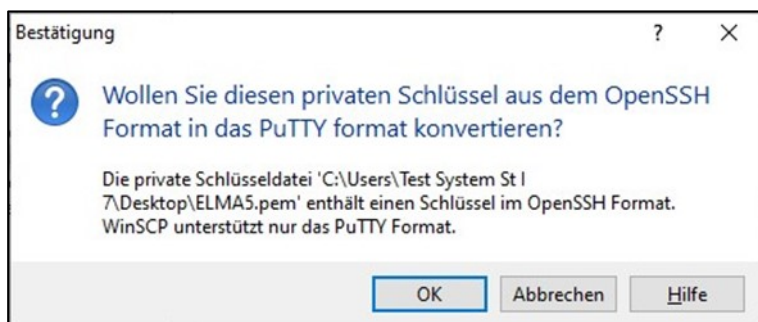 Bestätigung
?
Wollen Sie diesen privaten Schlüssel aus dem OpenSSH
Format in das PuTTY format konvertieren?
Die private Schlüsseldatei 'C:\Users\Test System St I
7\Desktop\ELMA5.pem' enthält einen Schlüssel im OpenSSH Format.
WinSCP unterstützt nur das PuTTY Format.
OK Abbrechen Hilfe